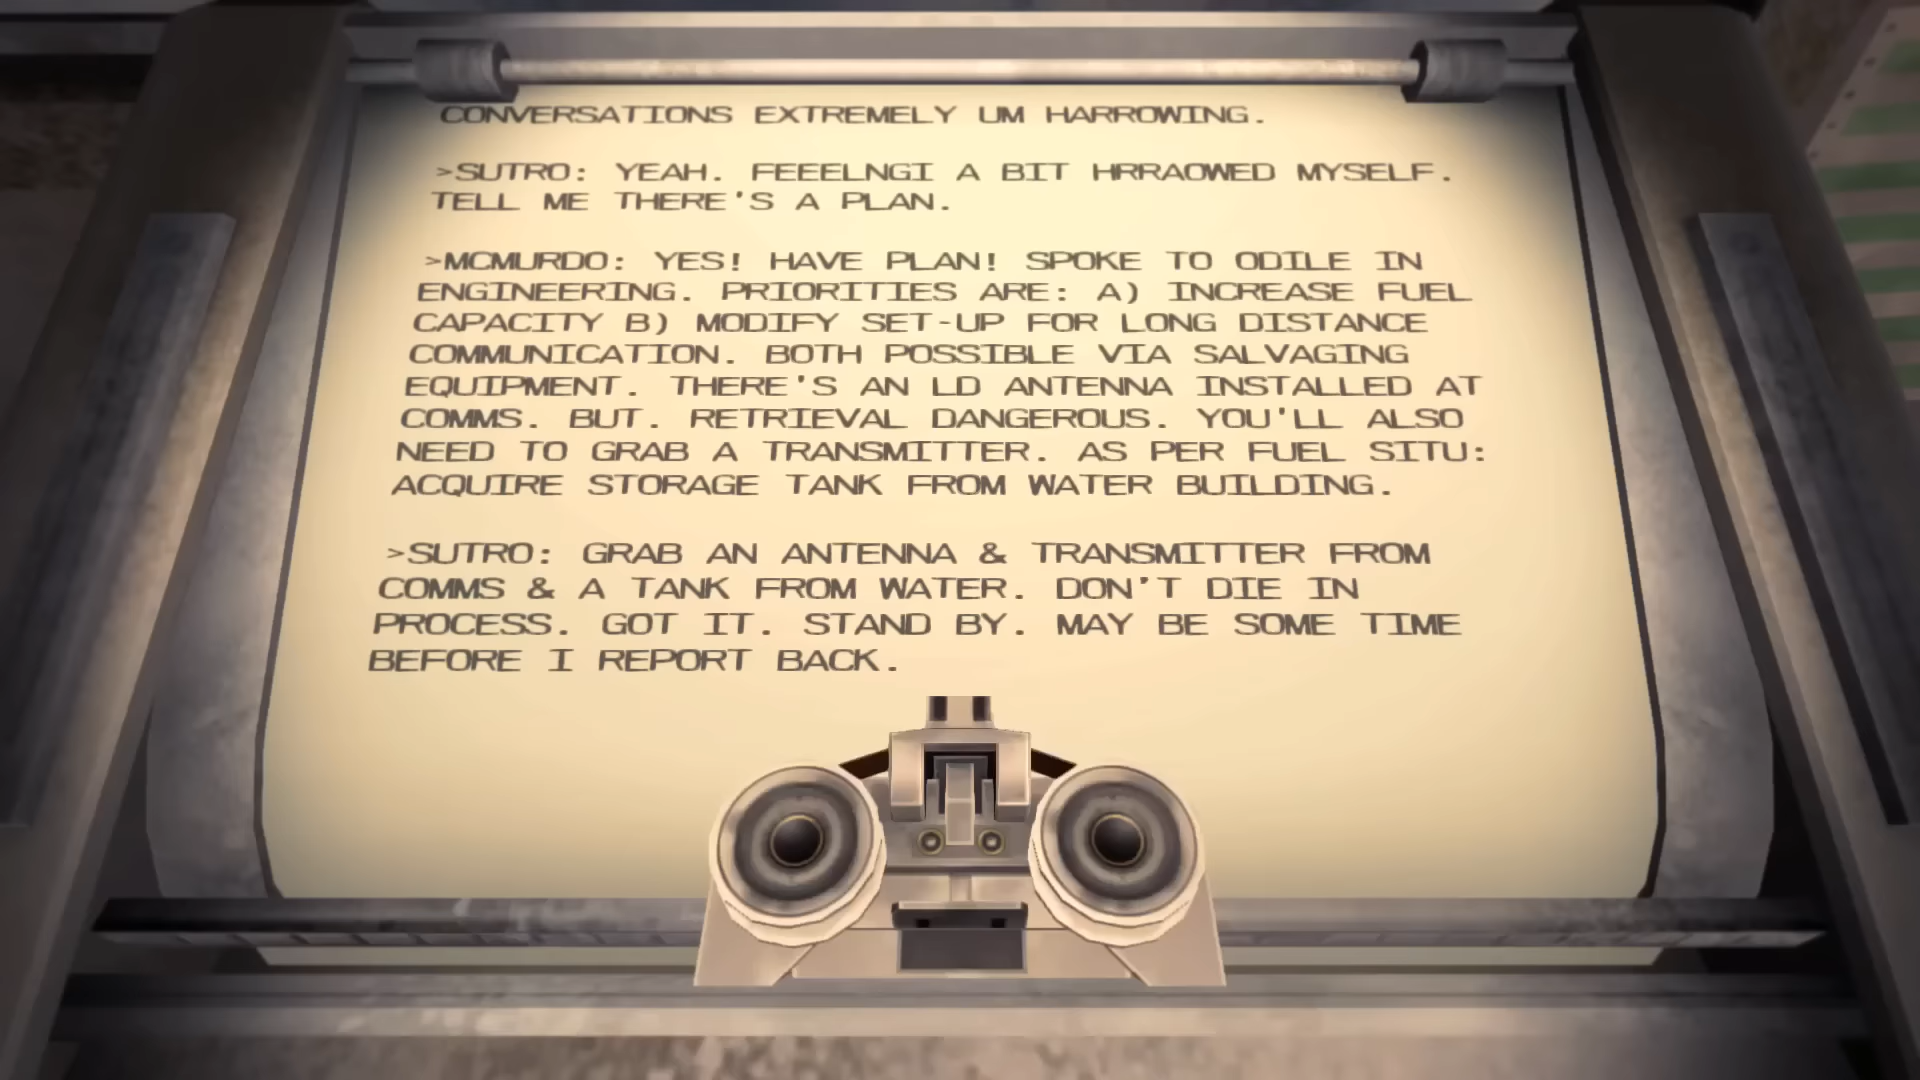 CONVERSATIONS EXTREMELY UM HARROWING.
>SUTRO: YEAH. FEEELNGI A BIT HRRAOWED MYSELF.
TELL ME THERE'S A PLAN.
>MCMURDO: YES! HAVE PLAN! SPOKE TO ODILE IN
ENGINEERING. PRIORITIES ARE: A) INCREASE FUEL
CAPACITY B) MODIFY SET-UP FOR LONG DISTANCE
COMMUNICATION. BOTH POSSIBLE VIA SALVAGING
EQUIPMENT. THERE'S AN LD ANTENNA INSTALLED AT
COMMS. BUT. RETRIEVAL DANGEROUS. YOU'LL ALSO
NEED TO GRAB A TRANSMITTER. AS PER FUEL SITU:
ACQUIRE STORAGE TANK FROM WATER BUILDING.
>SUTRO: GRAB AN ANTENNA & TRANSMITTER FROM
COMMS & A TANK FROM WATER. DON'T DIE IN
PROCESS. GOT IT. STAND BY. MAY BE SOME TIME
BEFORE I REPORT BACK.